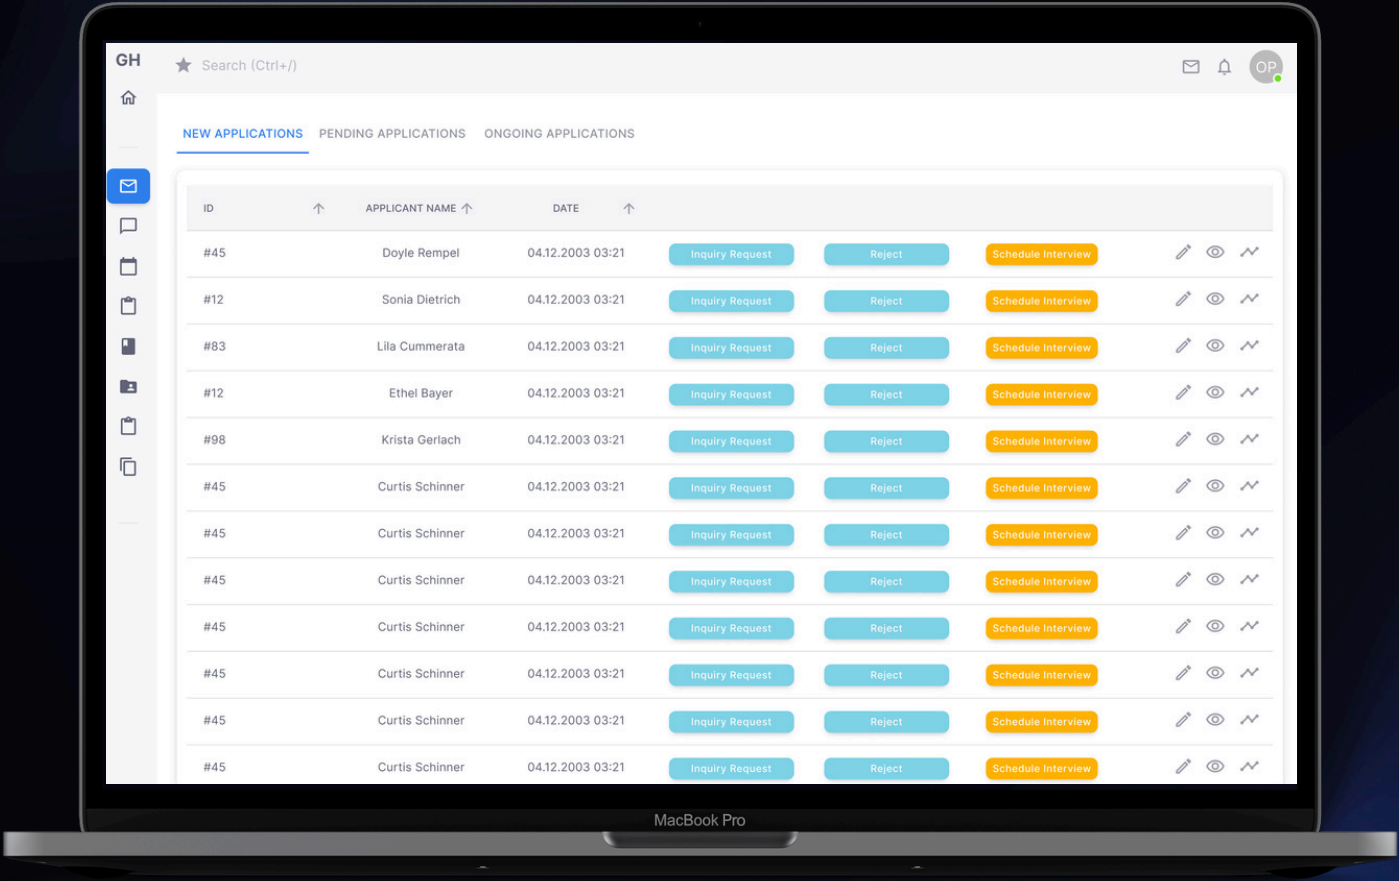 GH
Search (Ctrl+/)
OP
NEW APPLICATIONS PENDING APPLICATIONS ONGOING APPLICATIONS
ID APPLICANT NAME DATE
#45 Doyle Rempel 04.12.2003 03:21 Inquiry Request Reject Schedule Interview
#12 Sonia Dietrich 04.12.2003 03:21 Inquiry Request Reject Schedule Interview
#83 Lila Cummerata 04.12.2003 03:21 Inquiry Request Reject Schedule Interview
#12 Ethel Bayer 04.12.2003 03:21 Inquiry Request Reject Schedule Interview
#98 Krista Gerlach 04.12.2003 03:21 Inquiry Request Reject Schedule Interview
#45 Curtis Schinner 04.12.2003 03:21 Inquiry Request Reject Schedule Interview
#45 Curtis Schinner 04.12.2003 03:21 Inquiry Request Reject Schedule Interview
#45 Curtis Schinner 04.12.2003 03:21 Inquiry Request Reject Schedule Interview
#45 Curtis Schinner 04.12.2003 03:21 Inquiry Request Reject Schedule Interview
#45 Curtis Schinner 04.12.2003 03:21 Inquiry Request Reject Schedule Interview
#45 Curtis Schinner 04.12.2003 03:21 Inquiry Request Reject Schedule Interview
#45 Curtis Schinner 04.12.2003 03:21 Inquiry Request Reject Schedule Interview
MacBook Pro